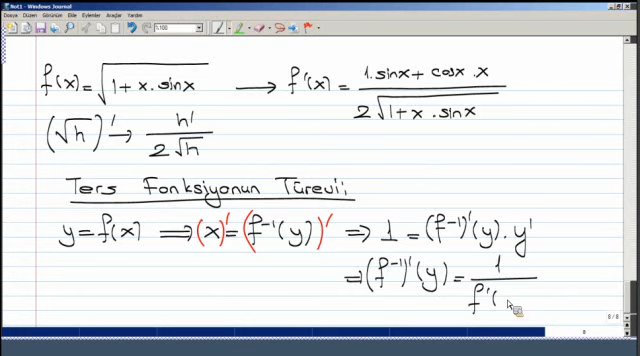 Not1 - Windows Journal
Dosya Düzen Görünüm Ekle Eylemler Araçlar Yardım
f(x) = √(1+x.sinx) → f'(x) = (1.sinx + cosx.x) / (2√(1+x.sinx))
(√h)' → h' / (2√h)
Ters Fonksiyonun Türevi:
y = f(x) ⟹ (x)' = (f⁻¹(y))' ⇒ 1 = (f⁻¹)'(y).y'
⇒ (f⁻¹)'(y) = 1 / f'(
8/8
8